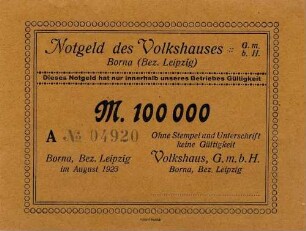 Notgeld des Volkshauses G. m. b. H.
Borna (Bez. Leipzig)
Dieses Notgeld hat nur innerhalb unseres Betriebes Gültigkeit
M. 100 000
A № 04920
Ohne Stempel und Unterschrift
keine Gültigkeit
Borna, Bez. Leipzig
im August 1923
Volkshaus, G. m. b. H.
Borna, Bez. Leipzig